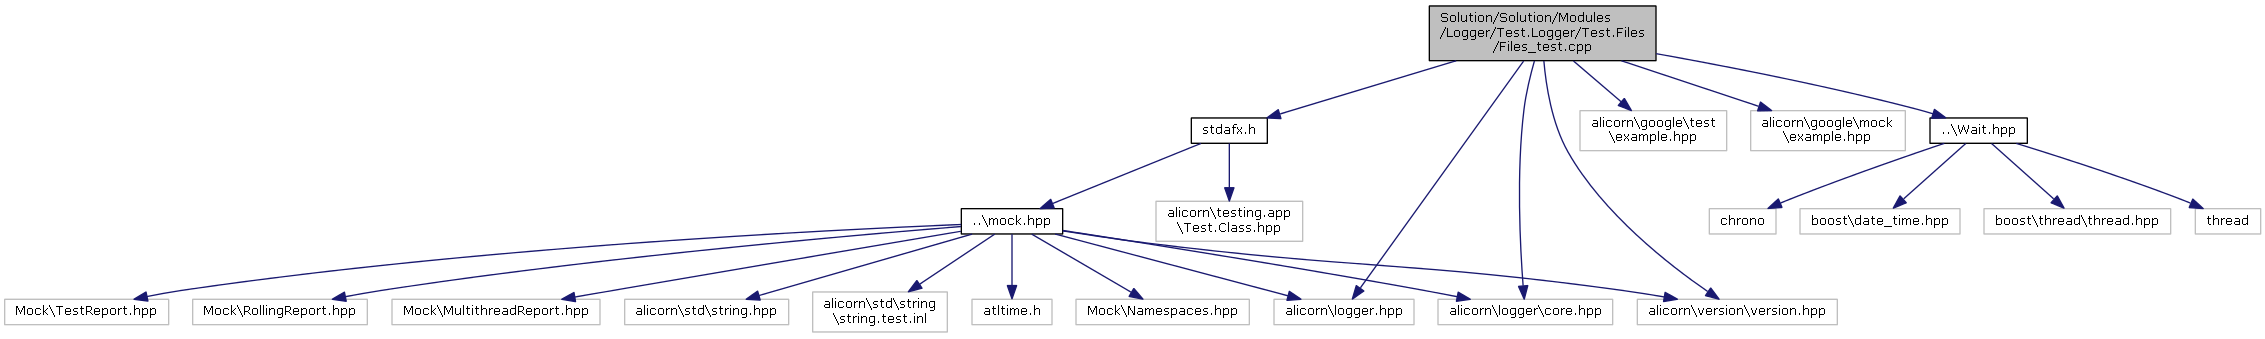 Solution/Solution/Modules
/Logger/Test.Logger/Test.Files
/Files_test.cpp
stdafx.h
alicorn\google\test
\example.hpp
alicorn\google\mock
\example.hpp
..\Wait.hpp
..\mock.hpp
alicorn\testing.app
\Test.Class.hpp
chrono
boost\date_time.hpp
boost\thread\thread.hpp
thread
Mock\TestReport.hpp
Mock\RollingReport.hpp
Mock\MultithreadReport.hpp
alicorn\std\string.hpp
alicorn\std\string
\string.test.inl
atltime.h
Mock\Namespaces.hpp
alicorn\logger.hpp
alicorn\logger\core.hpp
alicorn\version\version.hpp